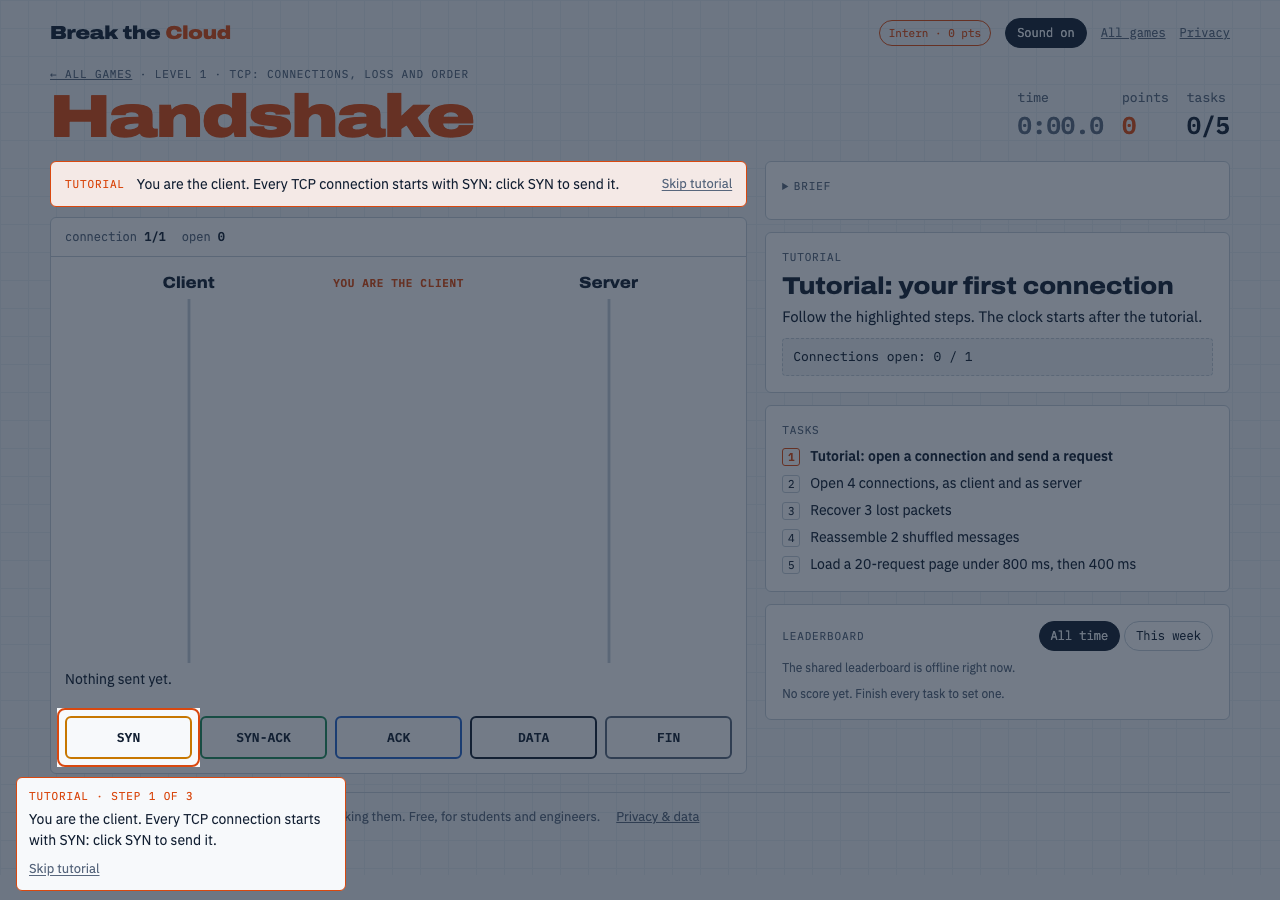 Break the Cloud
Intern · 0 pts
Sound on
All games
Privacy
← ALL GAMES · LEVEL 1 · TCP: CONNECTIONS, LOSS AND ORDER
Handshake
time
0:00.0
points
0
tasks
0/5
TUTORIAL
You are the client. Every TCP connection starts with SYN: click SYN to send it.
Skip tutorial
connection 1/1 open 0
Client
YOU ARE THE CLIENT
Server
Nothing sent yet.
SYN
SYN-ACK
ACK
DATA
FIN
BRIEF
TUTORIAL
Tutorial: your first connection
Follow the highlighted steps. The clock starts after the tutorial.
Connections open: 0 / 1
TASKS
1 Tutorial: open a connection and send a request
2 Open 4 connections, as client and as server
3 Recover 3 lost packets
4 Reassemble 2 shuffled messages
5 Load a 20-request page under 800 ms, then 400 ms
LEADERBOARD
All time
This week
The shared leaderboard is offline right now.
No score yet. Finish every task to set one.
TUTORIAL · STEP 1 OF 3
You are the client. Every TCP connection starts
with SYN: click SYN to send it.
Skip tutorial
them. Free, for students and engineers.
Privacy & data